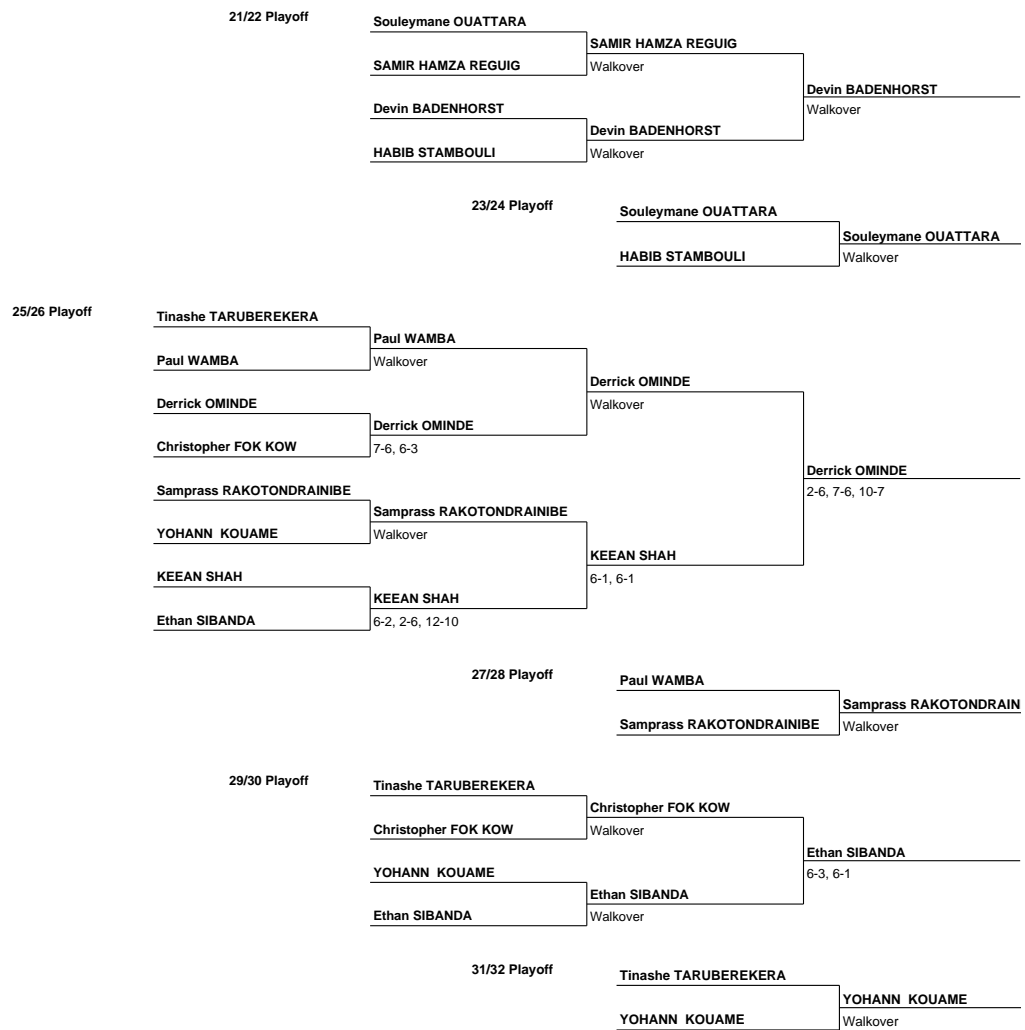 21/22 Playoff
Souleymane OUATTARA
SAMIR HAMZA REGUIG
SAMIR HAMZA REGUIG
Walkover
Devin BADENHORST
Walkover
Devin BADENHORST
Devin BADENHORST
HABIB STAMBOULI
Walkover
23/24 Playoff
Souleymane OUATTARA
Souleymane OUATTARA
HABIB STAMBOULI
Walkover
25/26 Playoff
Tinashe TARUBEREKERA
Paul WAMBA
Paul WAMBA
Walkover
Derrick OMINDE
Walkover
Derrick OMINDE
Derrick OMINDE
Christopher FOK KOW
7-6, 6-3
Derrick OMINDE
2-6, 7-6, 10-7
Samprass RAKOTONDRAINIBE
Samprass RAKOTONDRAINIBE
YOHANN KOUAME
Walkover
KEEAN SHAH
6-1, 6-1
KEEAN SHAH
KEEAN SHAH
Ethan SIBANDA
6-2, 2-6, 12-10
27/28 Playoff
Paul WAMBA
Samprass RAKOTONDRAIN
Samprass RAKOTONDRAINIBE
Walkover
29/30 Playoff
Tinashe TARUBEREKERA
Christopher FOK KOW
Christopher FOK KOW
Walkover
Ethan SIBANDA
6-3, 6-1
YOHANN KOUAME
Ethan SIBANDA
Ethan SIBANDA
Walkover
31/32 Playoff
Tinashe TARUBEREKERA
YOHANN KOUAME
YOHANN KOUAME
Walkover